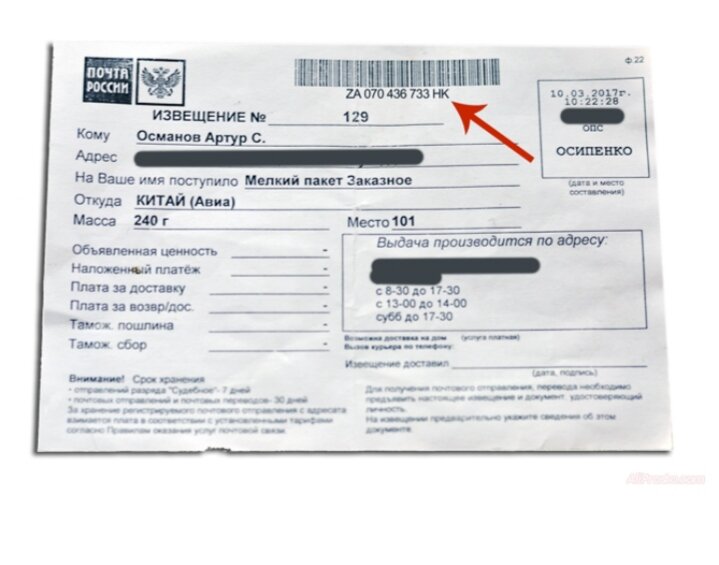 ф.22
ПОЧТА
РОССИИ
ZA 070 436 733 HK
10.03.2017г.
10:22:28
ОПС
ОСИПЕНКО
(дата и место
составления)
ИЗВЕЩЕНИЕ № 129
Кому Османов Артур С.
Адрес
На Ваше имя поступило Мелкий пакет Заказное
Откуда КИТАЙ (Авиа)
Масса 240 г Место 101
Объявленная ценность -
Наложенный платёж -
Плата за доставку -
Плата за возвр/дос. -
Тамож. пошлина -
Тамож. сбор -
Выдача производится по адресу:
с 8-30 до 17-30
с 13-00 до 14-00
субб до 17-30
Возможна доставка на дом (услуга платная)
Вызов курьера по телефону:
Извещение доставил
(дата, подпись)
Внимание! Срок хранения
• отправлений разряда "Судебное"- 7 дней
• почтовых отправлений и почтовых переводов- 30 дней
За хранение регистрируемого почтового отправления с адресата
взимается плата в соответствии с установленными тарифами
согласно Правилам оказания услуг почтовой связи.
Для получения почтового отправления, перевода необходимо
предъявить настоящее извещение и документ, удостоверяющий
личность.
На извещении предварительно укажите сведения об этом
документе.